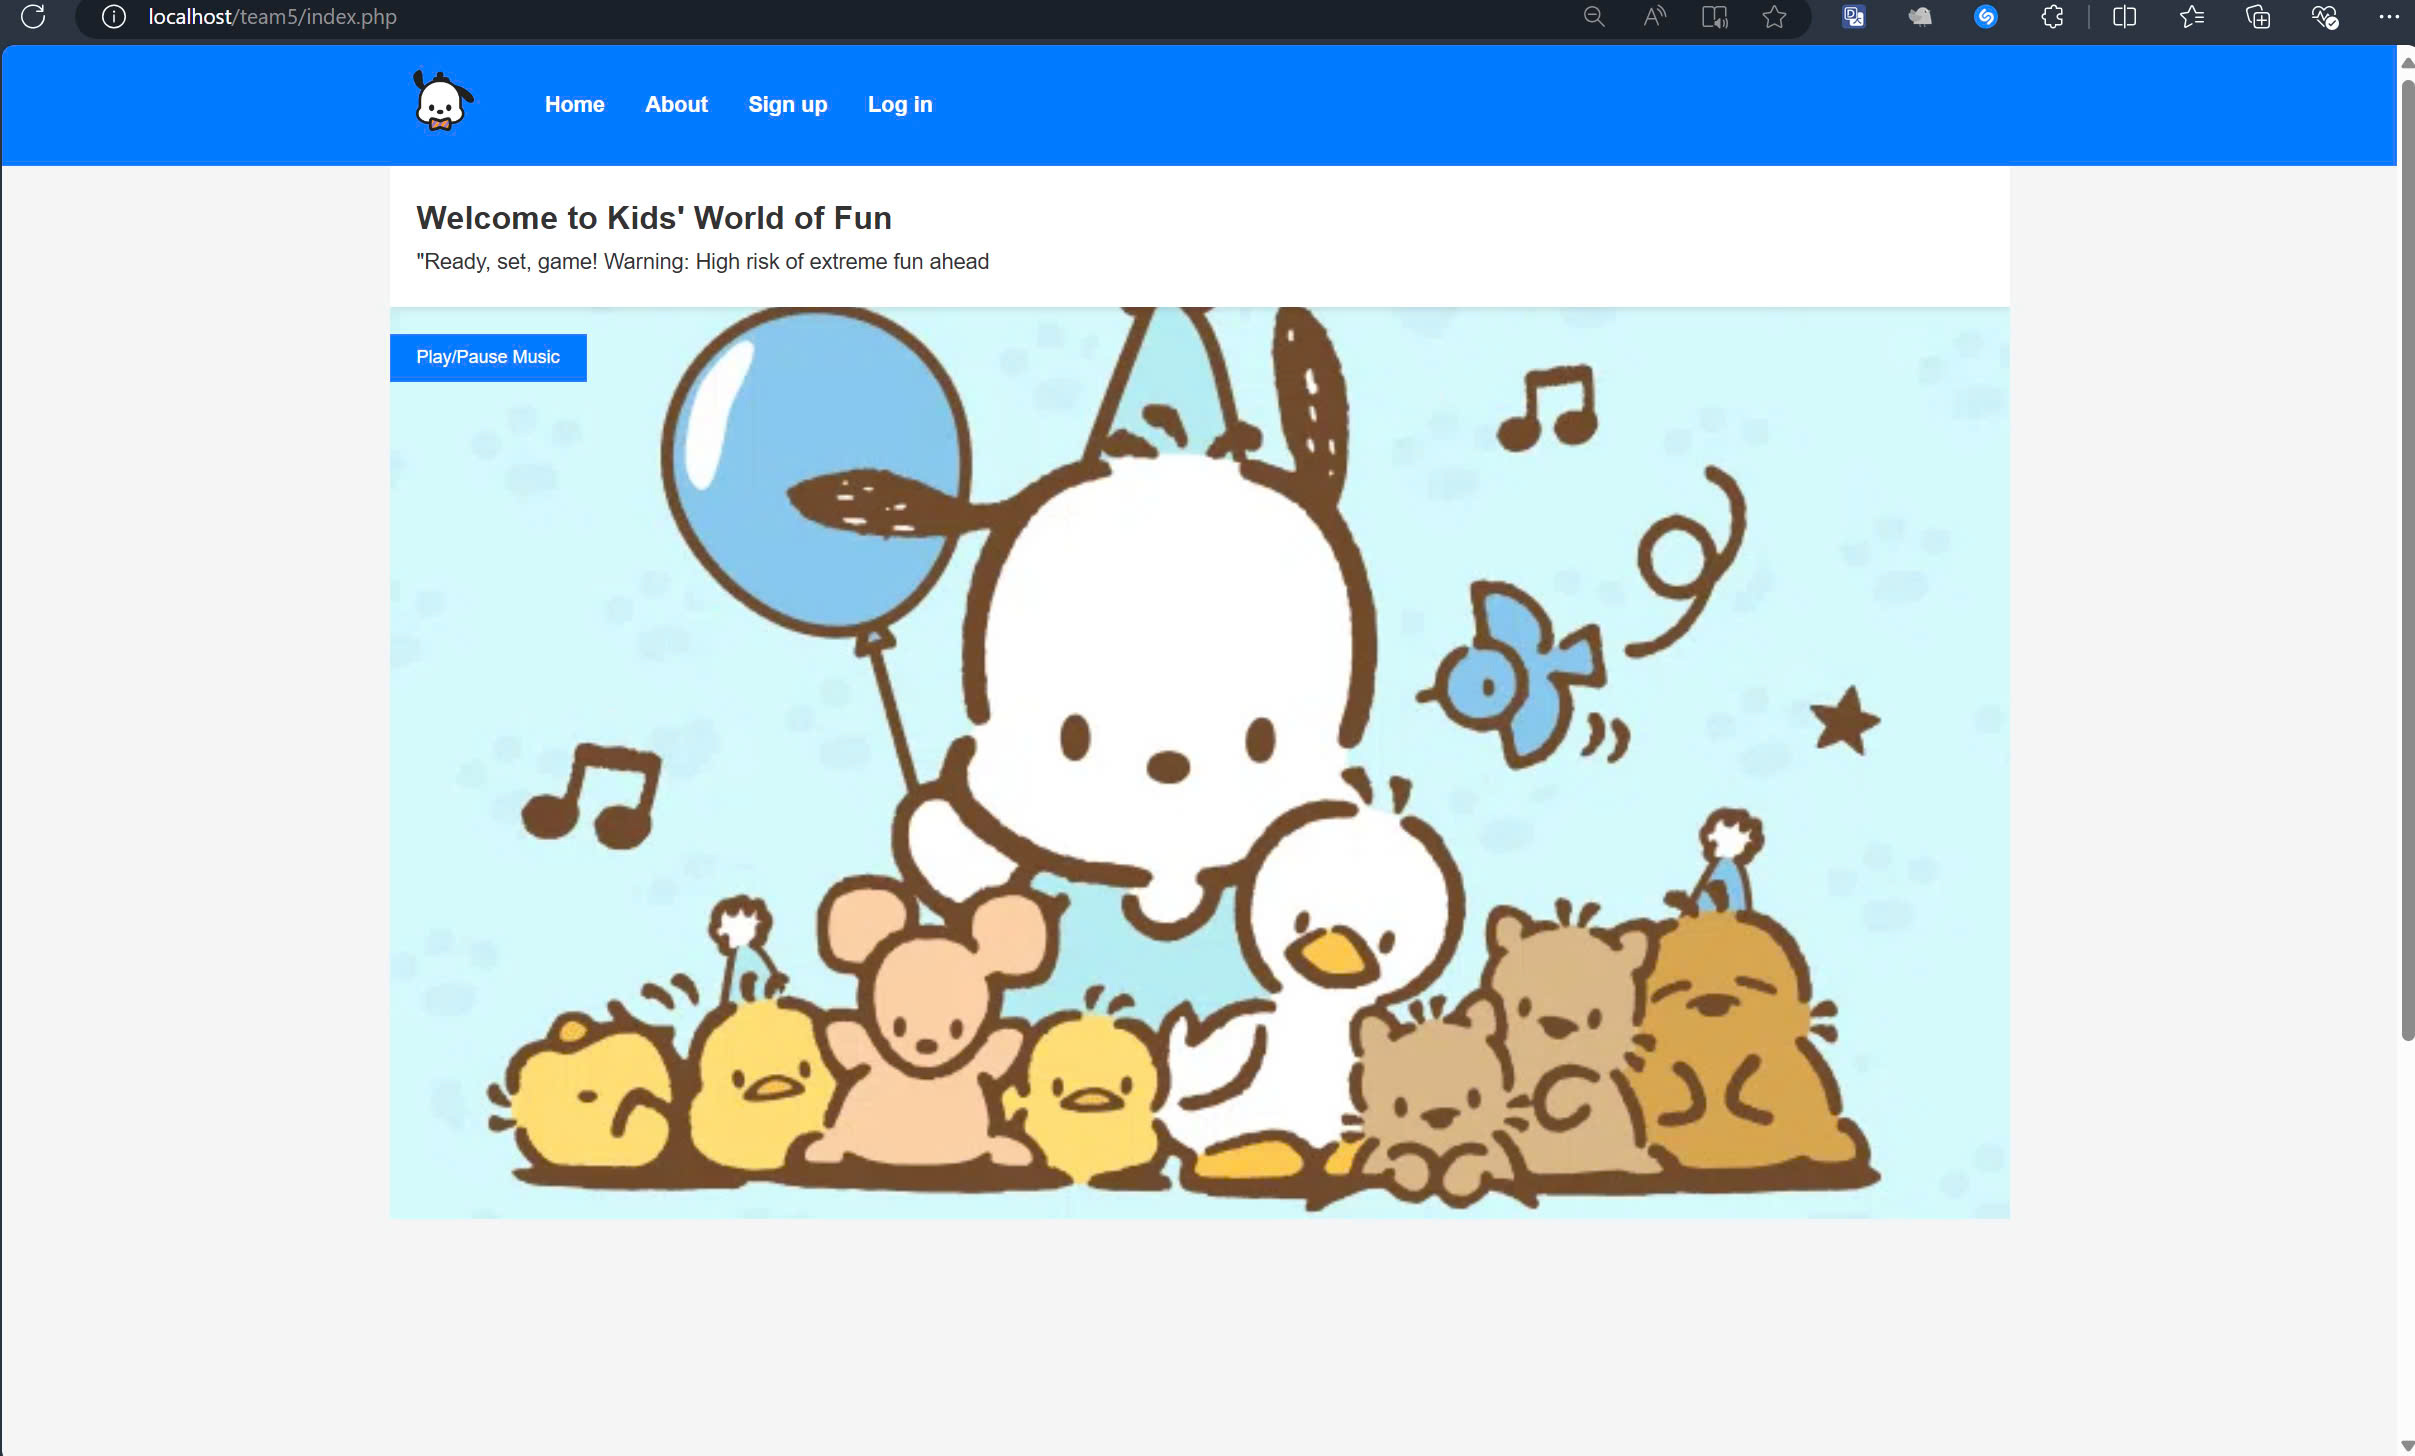 localhost/team5/index.php
Home About Sign up Log in
Welcome to Kids' World of Fun
"Ready, set, game! Warning: High risk of extreme fun ahead
Play/Pause Music